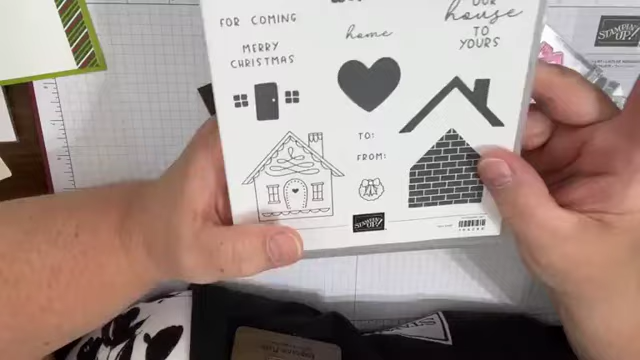 FOR COMING
OUR
house
TO
YOURS
home
MERRY
CHRISTMAS
TO:
FROM:
STAMPIN' UP!
STAMPIN' UP!